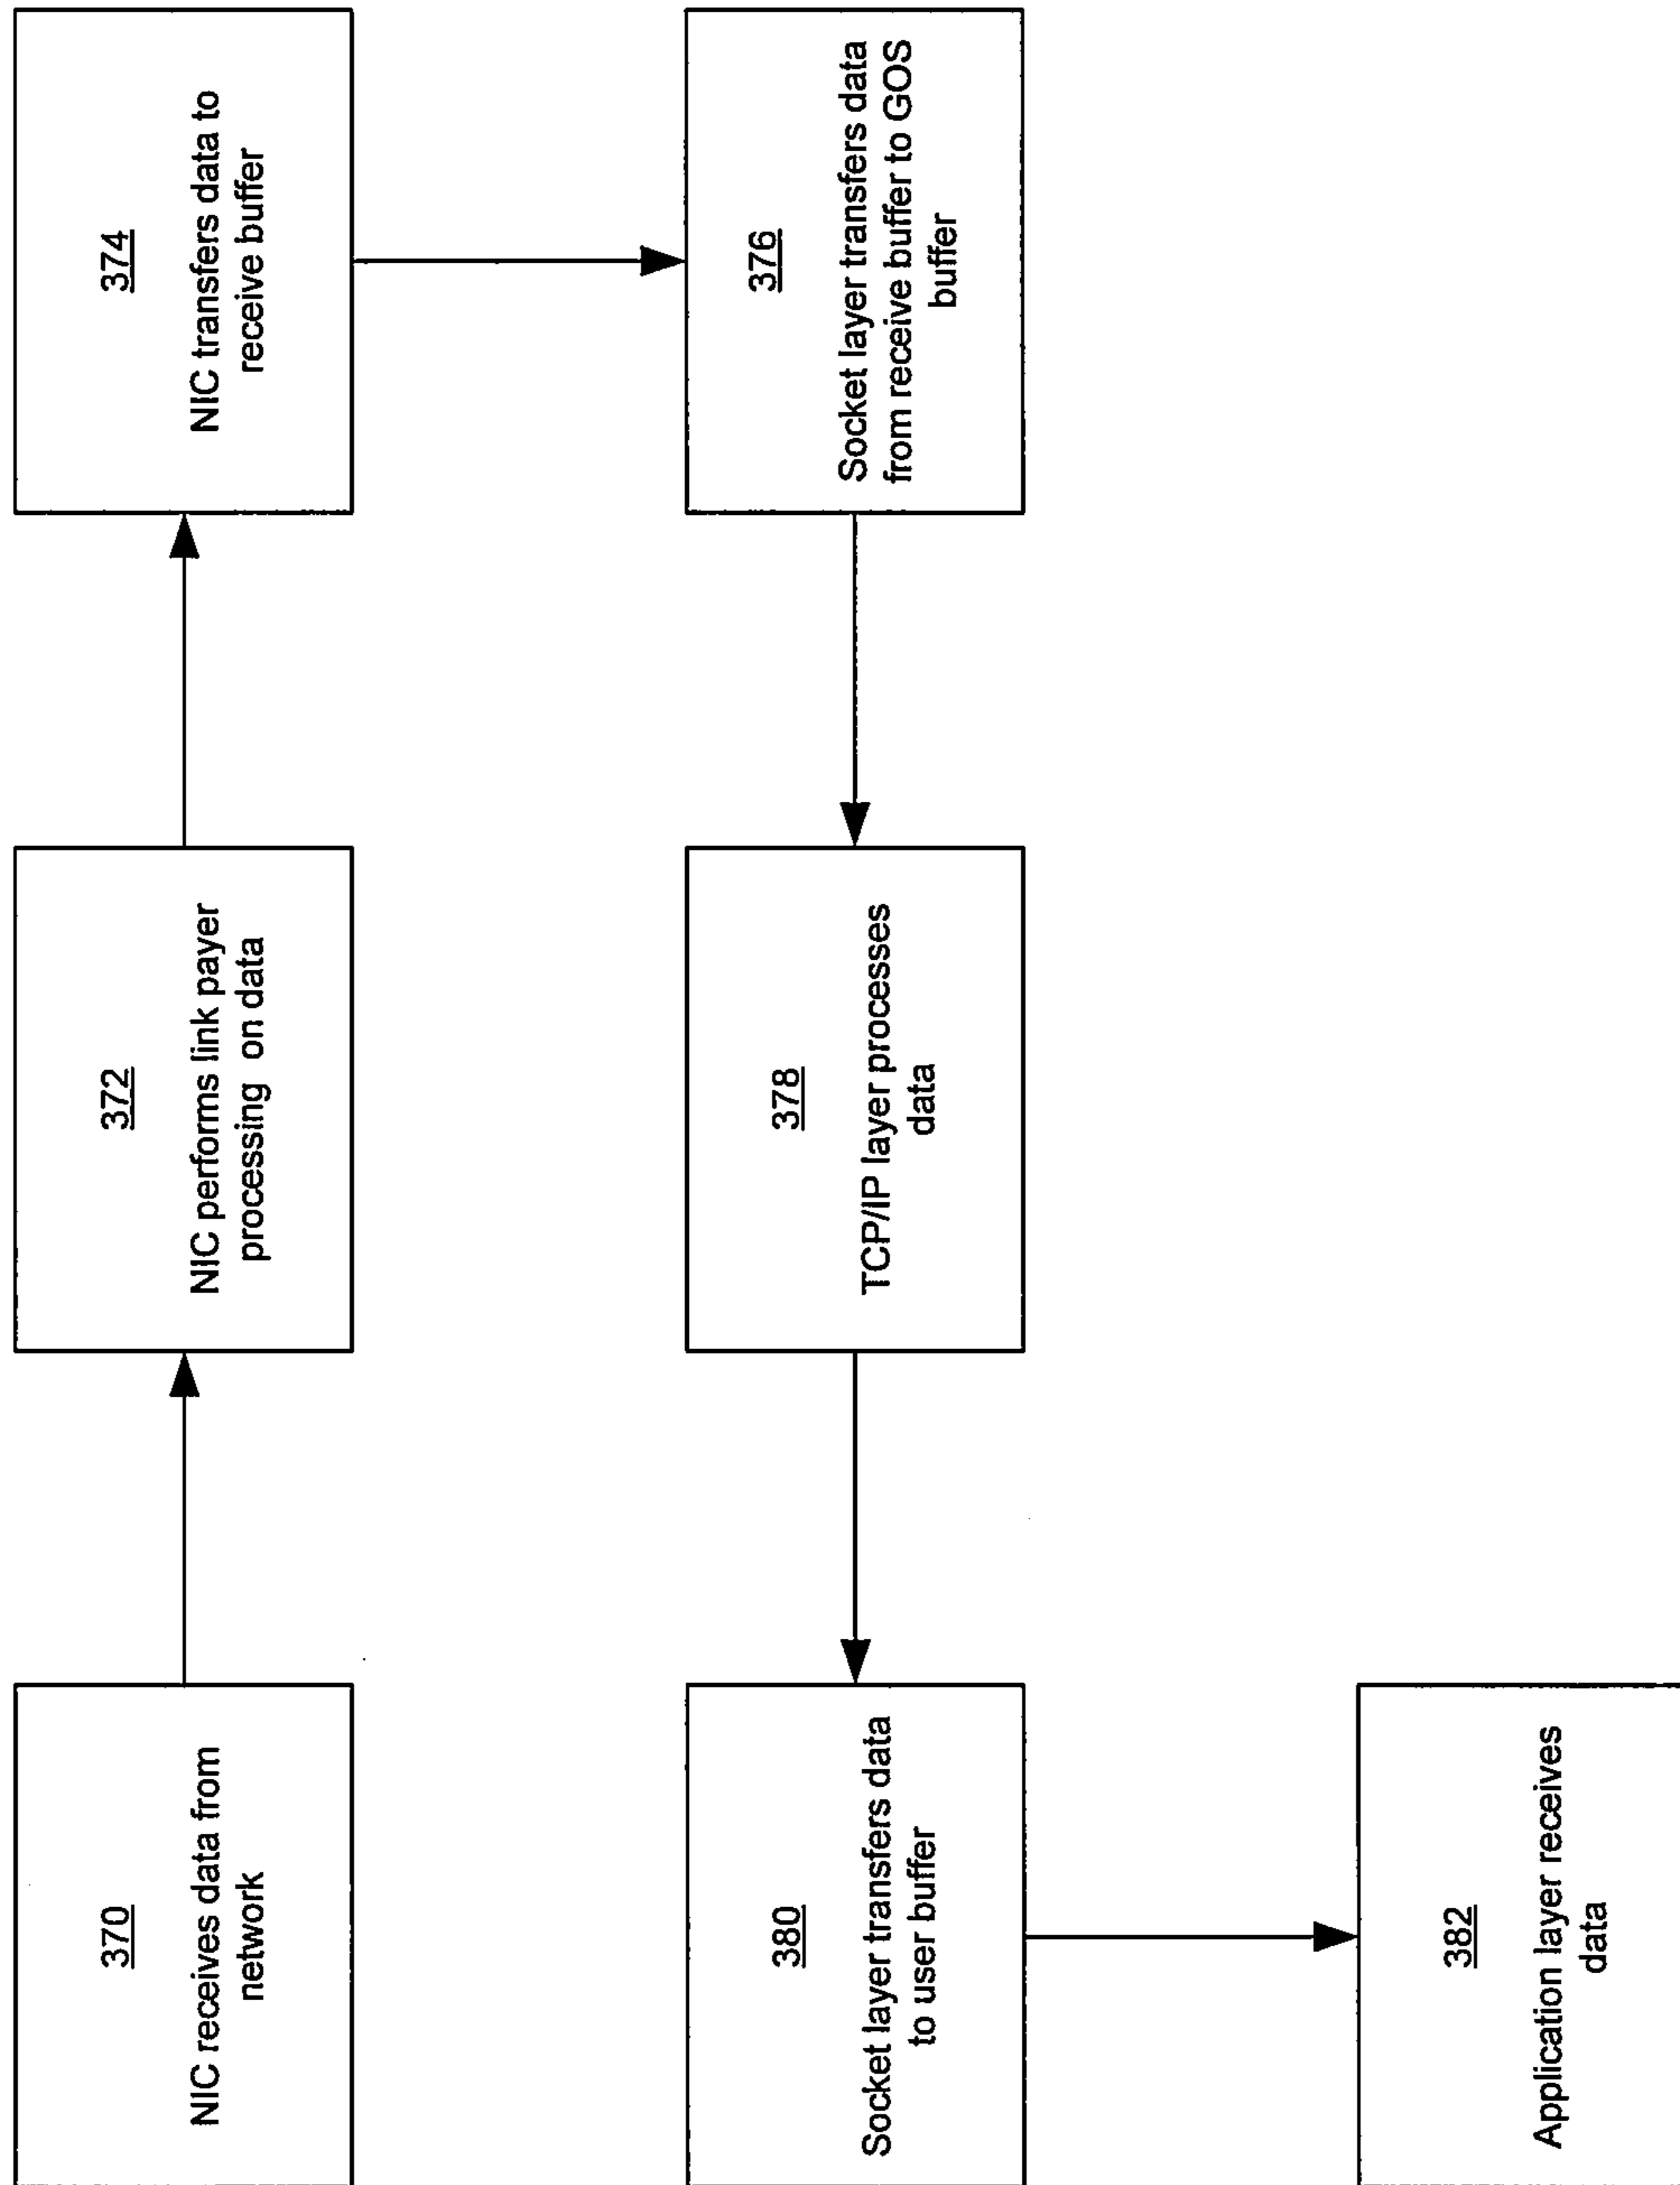 370
NIC receives data from
network
372
NIC performs link payer
processing on data
374
NIC transfers data to
receive buffer
376
Socket layer transfers data
from receive buffer to GOS
buffer
378
TCP/IP layer processes
data
380
Socket layer transfers data
to user buffer
382
Application layer receives
data